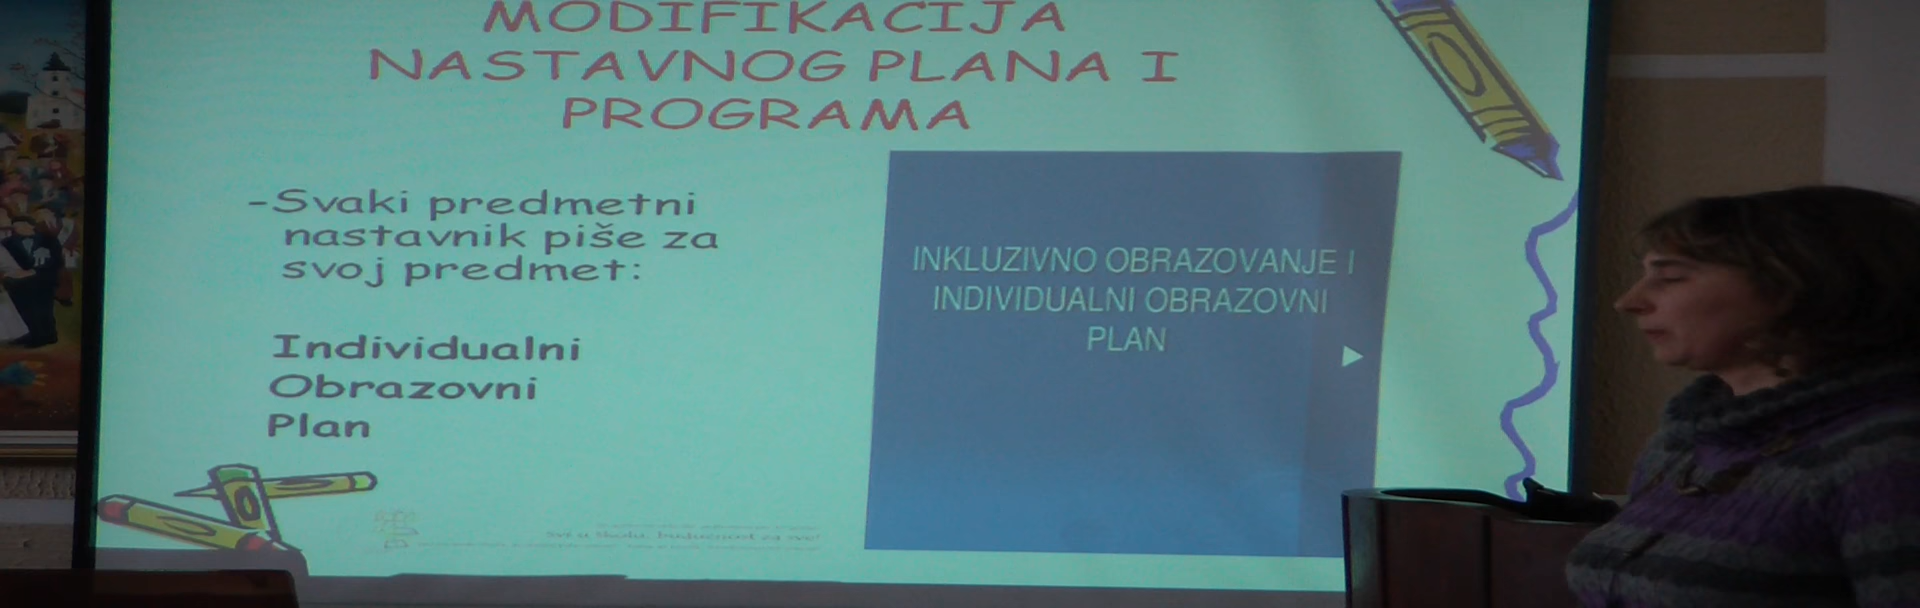 MODIFIKACIJA
NASTAVNOG PLANA I
PROGRAMA
-Svaki predmetni
nastavnik piše za
svoj predmet:
Individualni
Obrazovni
Plan
INKLUZIVNO OBRAZOVANJE I
INDIVIDUALNI OBRAZOVNI
PLAN